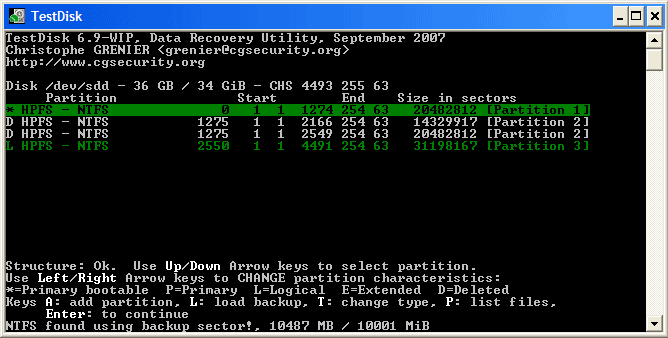 TestDisk
TestDisk 6.9-WIP, Data Recovery Utility, September 2007
Christophe GRENIER <grenier@cgsecurity.org>
http://www.cgsecurity.org
Disk /dev/sdd - 36 GB / 34 GiB - CHS 4493 255 63
Partition Start End Size in sectors
* HPFS - NTFS 0 1 1 1274 254 63 20482812 [Partition 1]
D HPFS - NTFS 1275 1 1 2166 254 63 14329917 [Partition 2]
D HPFS - NTFS 1275 1 1 2549 254 63 20482812 [Partition 2]
L HPFS - NTFS 2550 1 1 4491 254 63 31198167 [Partition 3]
Structure: Ok. Use Up/Down Arrow keys to select partition.
Use Left/Right Arrow keys to CHANGE partition characteristics:
*=Primary bootable P=Primary L=Logical E=Extended D=Deleted
Keys A: add partition, L: load backup, T: change type, P: list files,
Enter: to continue
NTFS found using backup sector!, 10487 MB / 10001 MiB